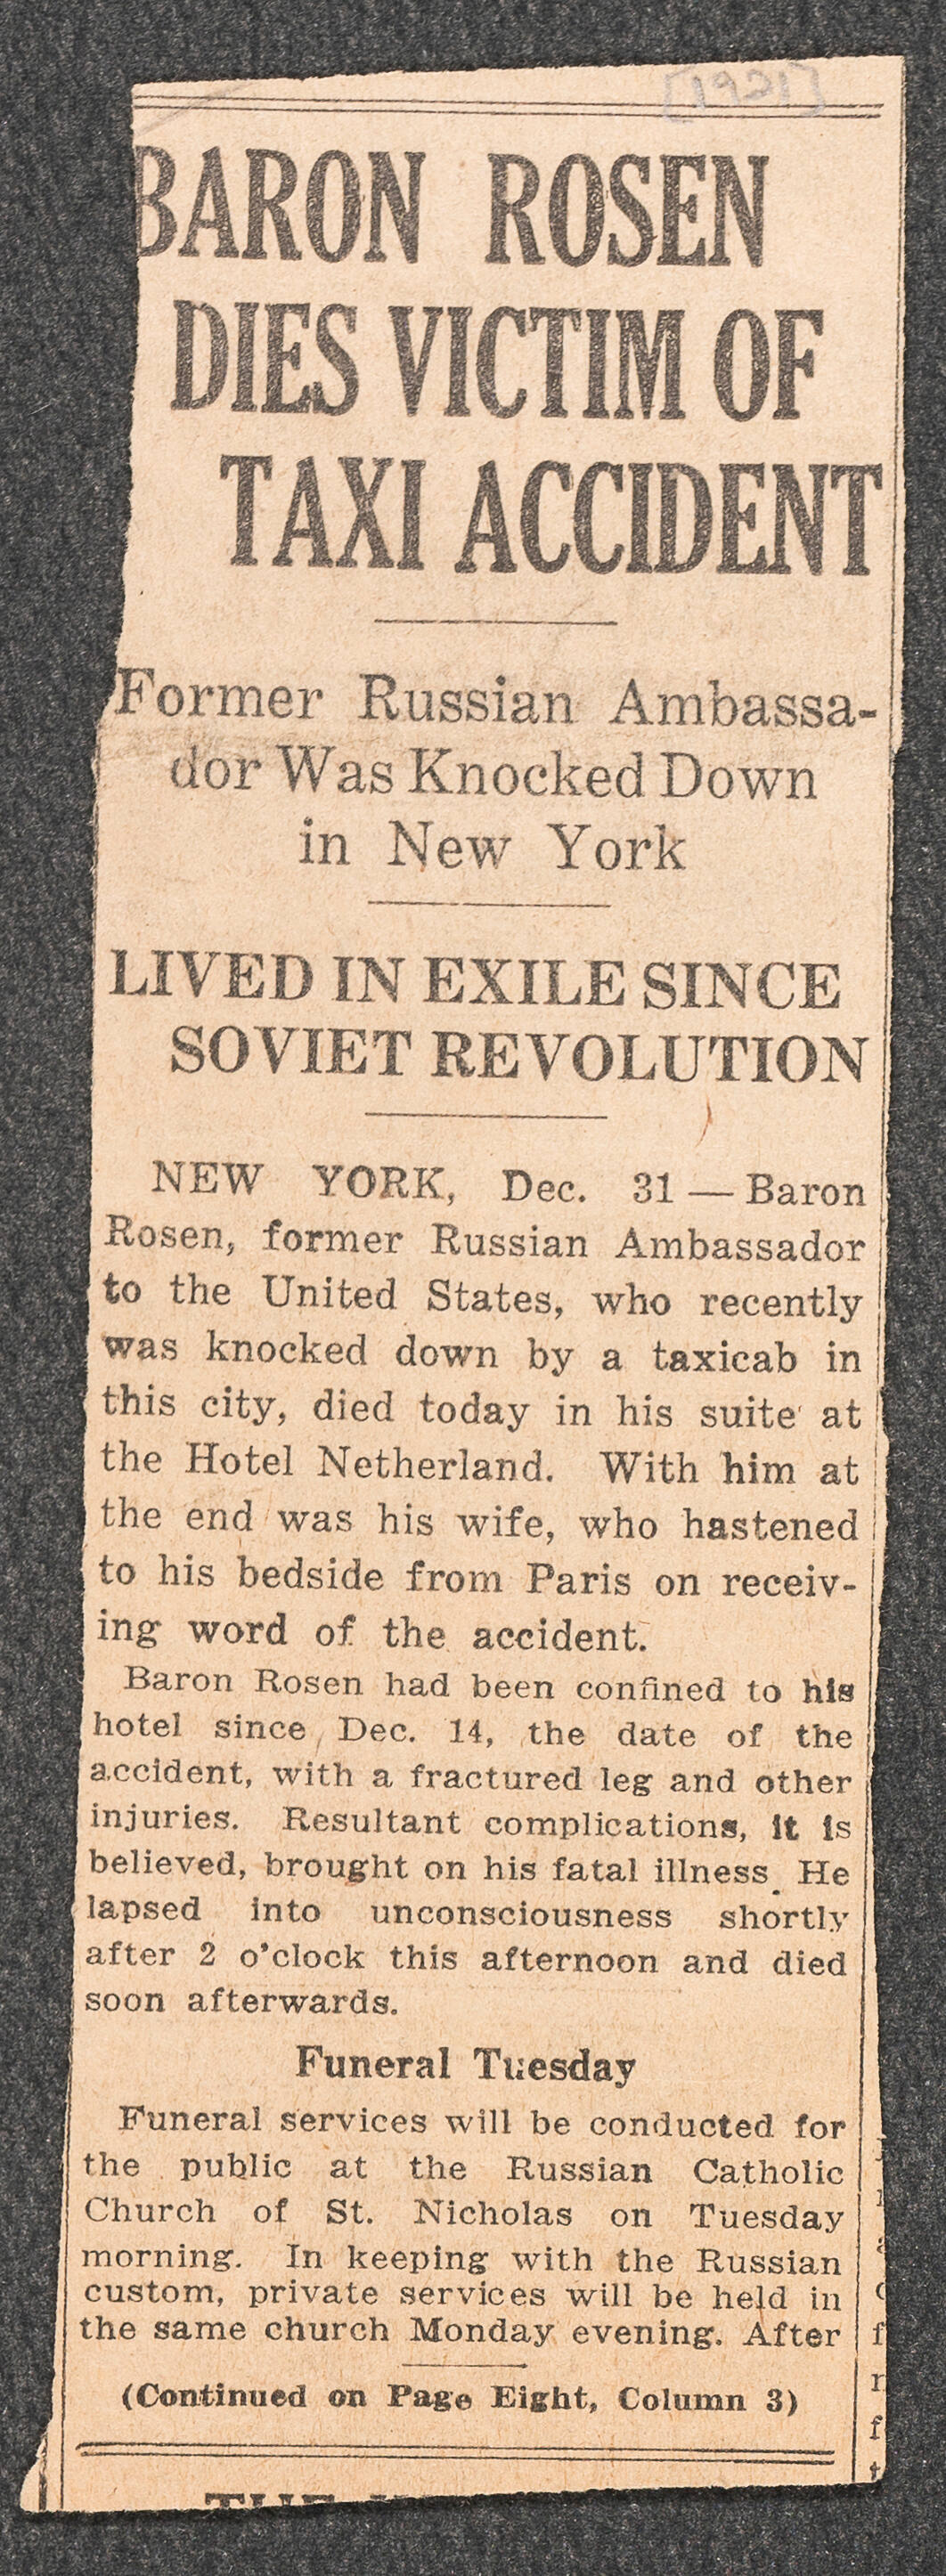 [1921]
BARON ROSEN
DIES VICTIM OF
TAXI ACCIDENT
Former Russian Ambassa-
dor Was Knocked Down
in New York
LIVED IN EXILE SINCE
SOVIET REVOLUTION
NEW YORK, Dec. 31 — Baron
Rosen, former Russian Ambassador
to the United States, who recently
was knocked down by a taxicab in
this city, died today in his suite at
the Hotel Netherland. With him at
the end was his wife, who hastened
to his bedside from Paris on receiv-
ing word of the accident.
Baron Rosen had been confined to his
hotel since Dec. 14, the date of the
accident, with a fractured leg and other
injuries. Resultant complications, it is
believed, brought on his fatal illness. He
lapsed into unconsciousness shortly
after 2 o'clock this afternoon and died
soon afterwards.
Funeral Tuesday
Funeral services will be conducted for
the public at the Russian Catholic
Church of St. Nicholas on Tuesday
morning. In keeping with the Russian
custom, private services will be held in
the same church Monday evening. After
(Continued on Page Eight, Column 3)